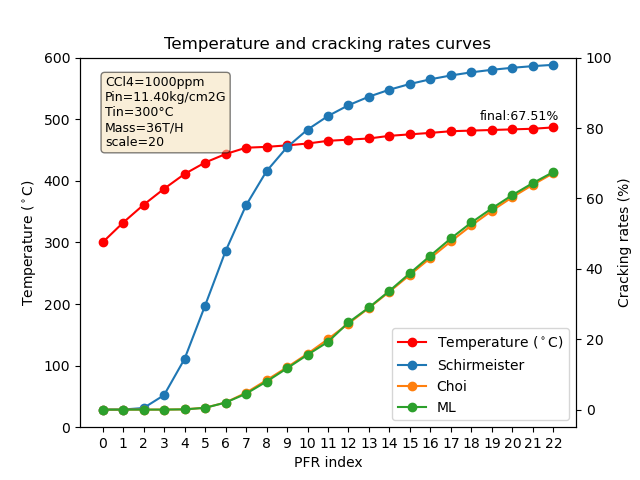 Temperature and cracking rates curves
CCl4=1000ppm
Pin=11.40kg/cm2G
Tin=300°C
Mass=36T/H
scale=20
final:67.51%
Temperature (°C)
600
500
400
300
200
100
0
100
80
60
40
20
0
Cracking rates (%)
Temperature (°C)
Schirmeister
Choi
ML
0 1 2 3 4 5 6 7 8 9 10 11 12 13 14 15 16 17 18 19 20 21 22
PFR index